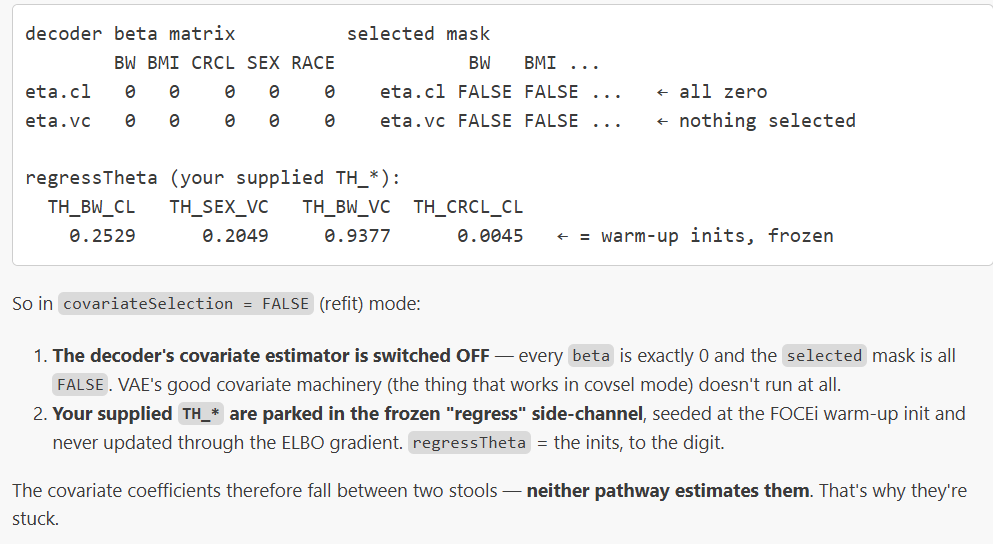 decoder beta matrix          selected mask
        BW BMI CRCL SEX RACE             BW   BMI ...
eta.cl   0   0    0   0    0     eta.cl FALSE FALSE ...   ← all zero
eta.vc   0   0    0   0    0     eta.vc FALSE FALSE ...   ← nothing selected
regressTheta (your supplied TH_*):
  TH_BW_CL   TH_SEX_VC   TH_BW_VC  TH_CRCL_CL
    0.2529      0.2049     0.9377      0.0045   ← = warm-up inits, frozen
So in covariateSelection = FALSE (refit) mode:
1. The decoder's covariate estimator is switched OFF — every beta is exactly 0 and the selected mask is all
FALSE. VAE's good covariate machinery (the thing that works in covsel mode) doesn't run at all.
2. Your supplied TH_* are parked in the frozen "regress" side-channel, seeded at the FOCEi warm-up init and
never updated through the ELBO gradient. regressTheta = the inits, to the digit.
The covariate coefficients therefore fall between two stools — neither pathway estimates them. That's why they're
stuck.